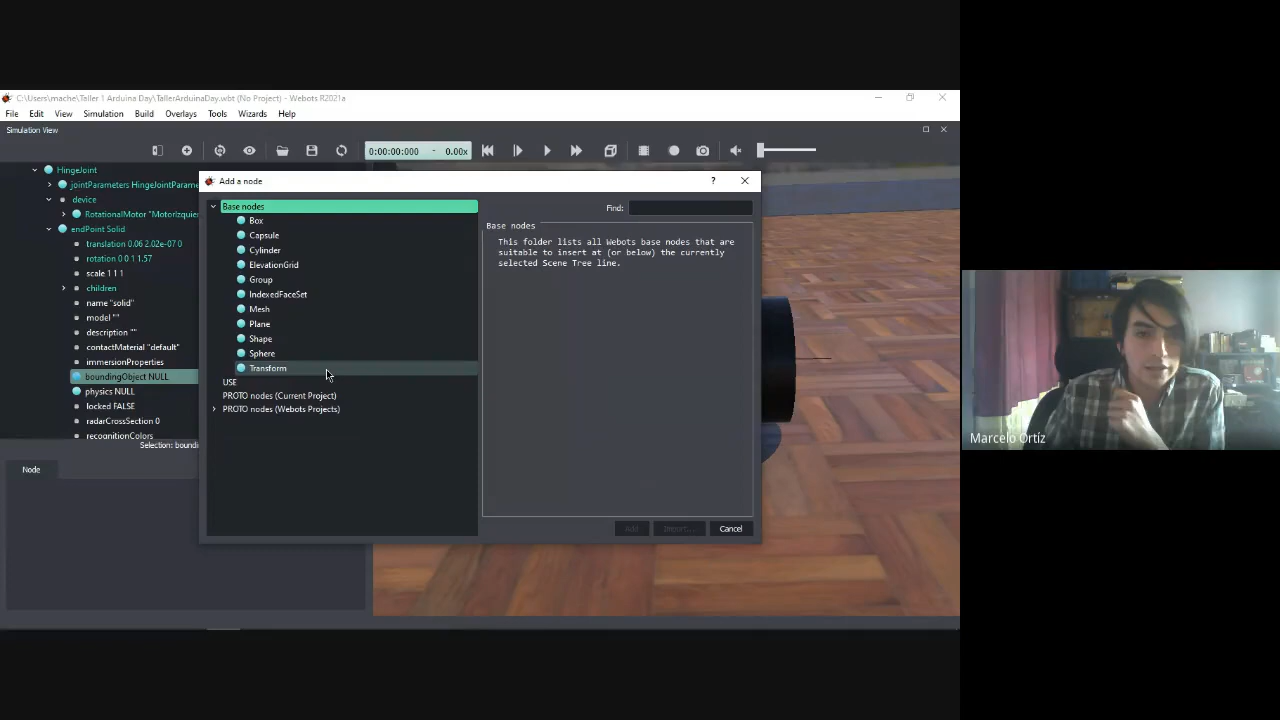 C:\Users\mache\Taller 1 Arduina Day\TallerArduinaDay.wbt (No Project) - Webots R2021a
File Edit View Simulation Build Overlays Tools Wizards Help
Simulation View
0:00:00:000 - 0.00x
HingeJoint
jointParameters HingeJointParame
device
RotationalMotor "MotorIzquie
endPoint Solid
translation 0.06 2.02e-07 0
rotation 0 0 1 1.57
scale 1 1 1
children
name "solid"
model ""
description ""
contactMaterial "default"
immersionProperties
boundingObject NULL
physics NULL
locked FALSE
radarCrossSection 0
recognitionColors
Selection: boundi
Node
Add a node
?
Base nodes
Box
Capsule
Cylinder
ElevationGrid
Group
IndexedFaceSet
Mesh
Plane
Shape
Sphere
Transform
USE
PROTO nodes (Current Project)
PROTO nodes (Webots Projects)
Find:
Base nodes
This folder lists all Webots base nodes that are
suitable to insert at (or below) the currently
selected Scene Tree line.
Add Import... Cancel
Marcelo Ortíz